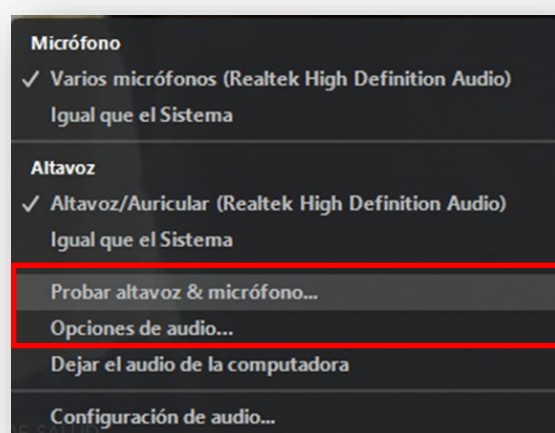 Micrófono
✓ Varios micrófonos (Realtek High Definition Audio)
Igual que el Sistema
Altavoz
✓ Altavoz/Auricular (Realtek High Definition Audio)
Igual que el Sistema
Probar altavoz & micrófono...
Opciones de audio...
Dejar el audio de la computadora
Configuración de audio...